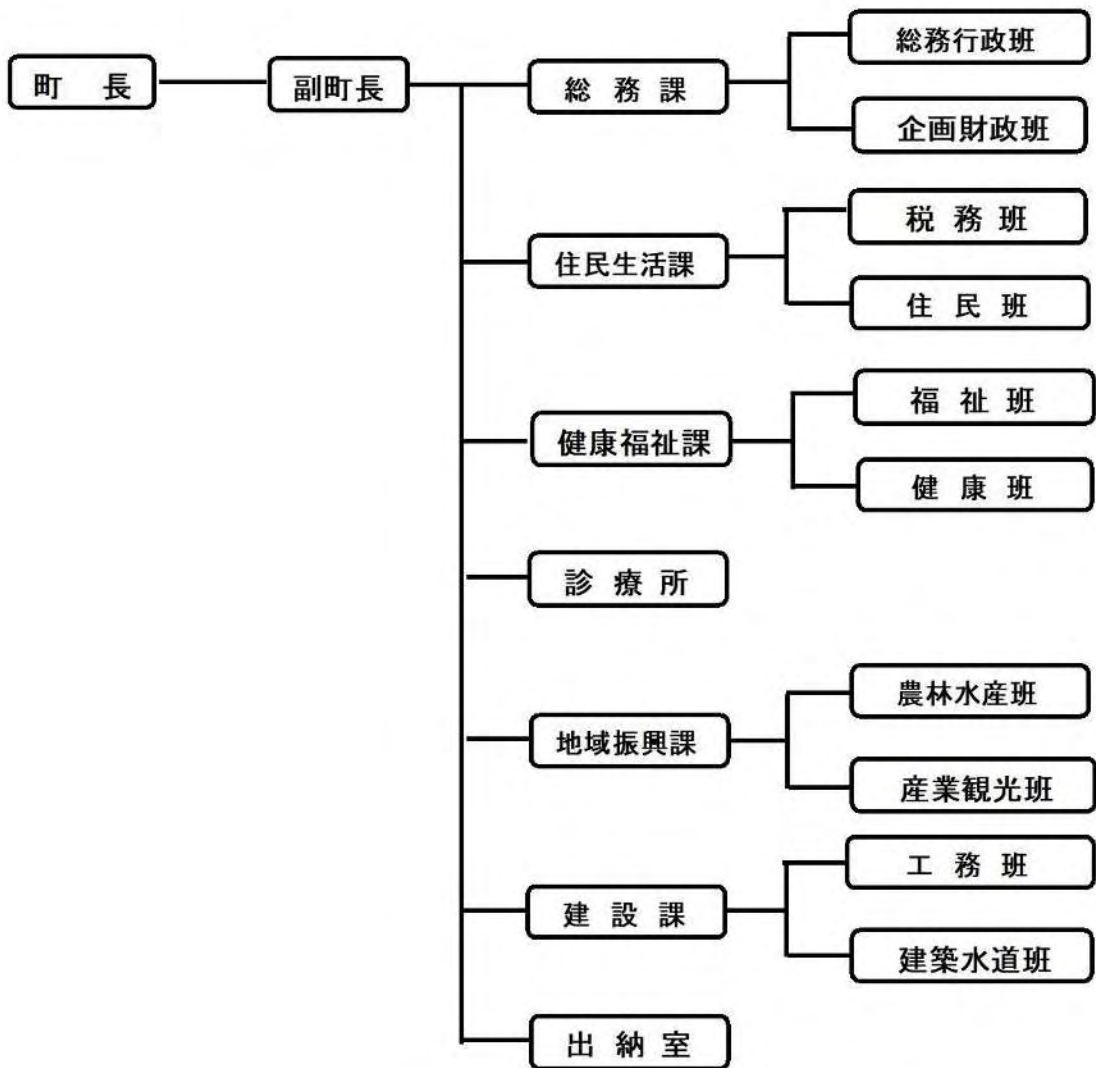 町長
副町長
総務課
総務行政班
企画財政班
住民生活課
税務班
住民班
健康福祉課
福祉班
健康班
診療所
地域振興課
農林水産班
産業観光班
建設課
工務班
建築水道班
出納室